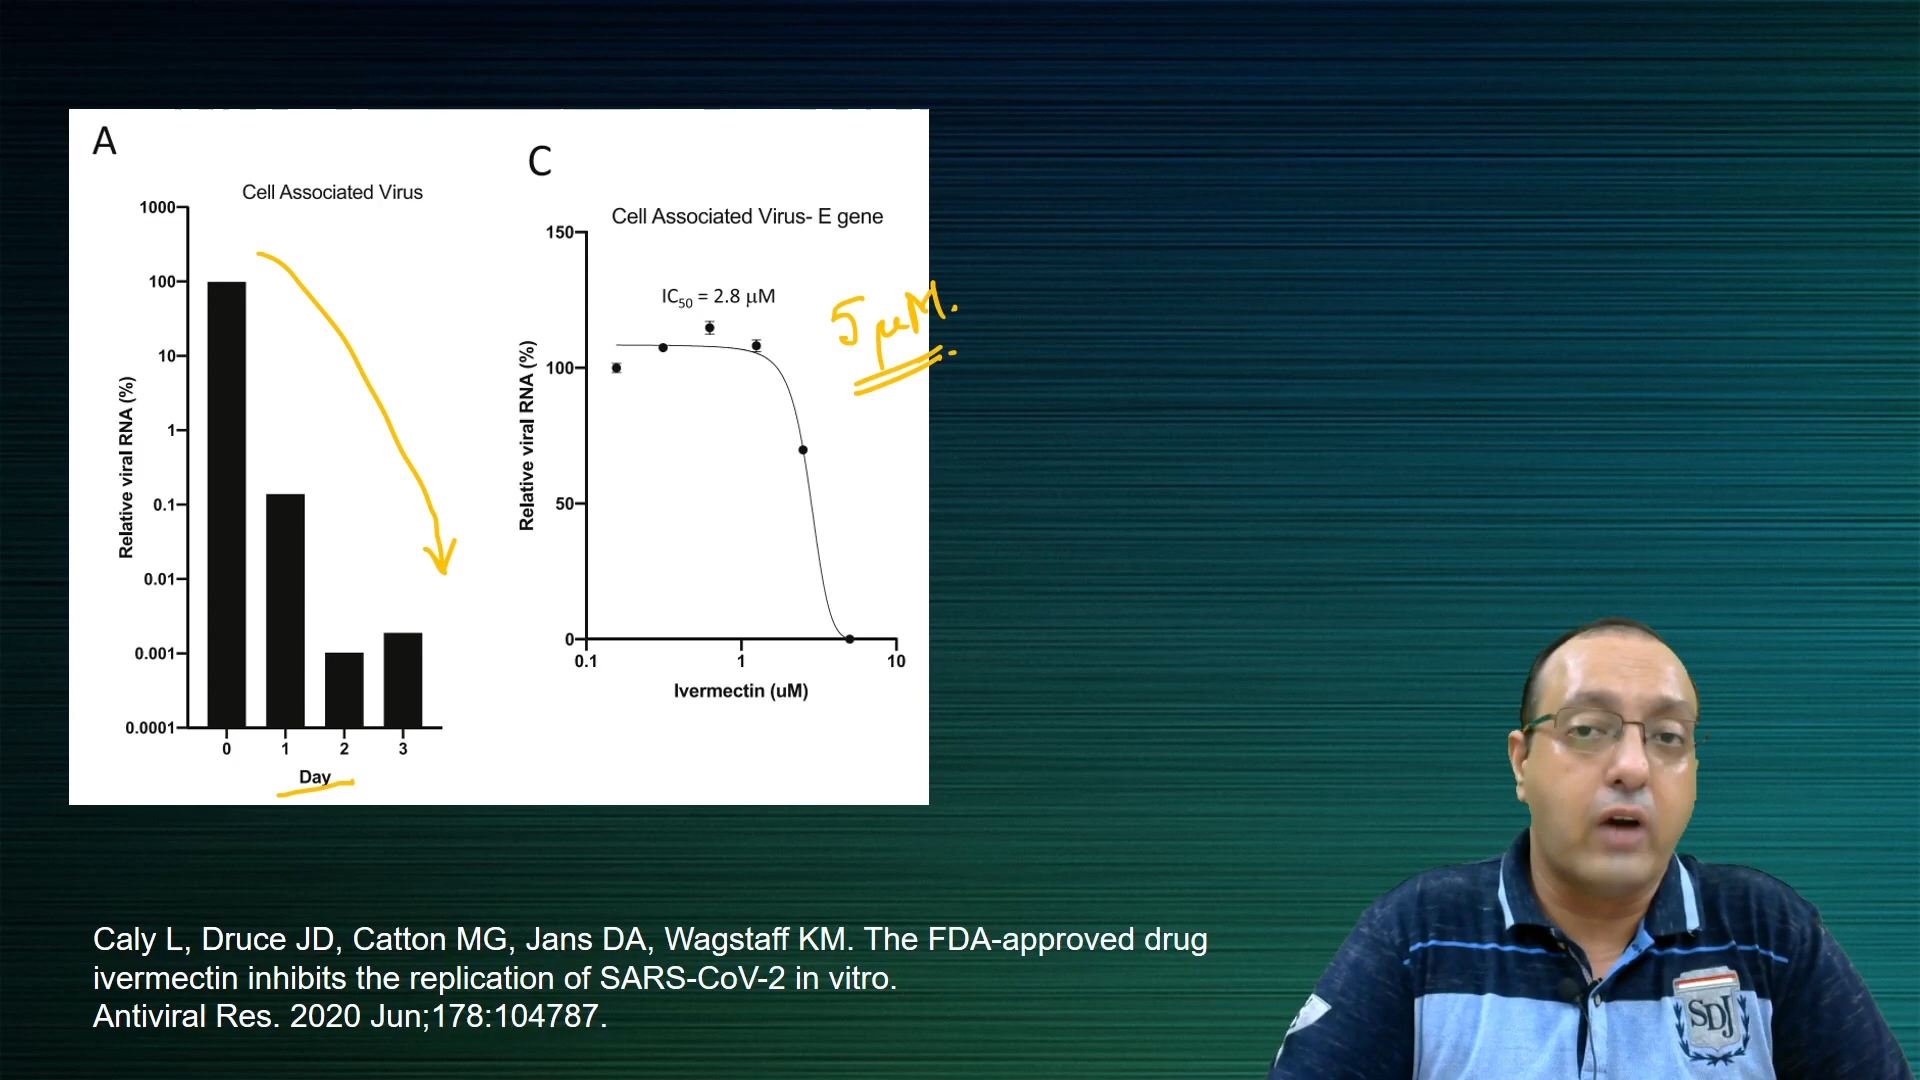 A
Cell Associated Virus
1000
100
10
1
0.1
0.01
0.001
0.0001
Relative viral RNA (%)
0 1 2 3
Day
C
Cell Associated Virus- E gene
150
100
50
0
Relative viral RNA (%)
IC50 = 2.8 µM
5 µM.
0.1 1 10
Ivermectin (uM)
Caly L, Druce JD, Catton MG, Jans DA, Wagstaff KM. The FDA-approved drug
ivermectin inhibits the replication of SARS-CoV-2 in vitro.
Antiviral Res. 2020 Jun;178:104787.
SDJ